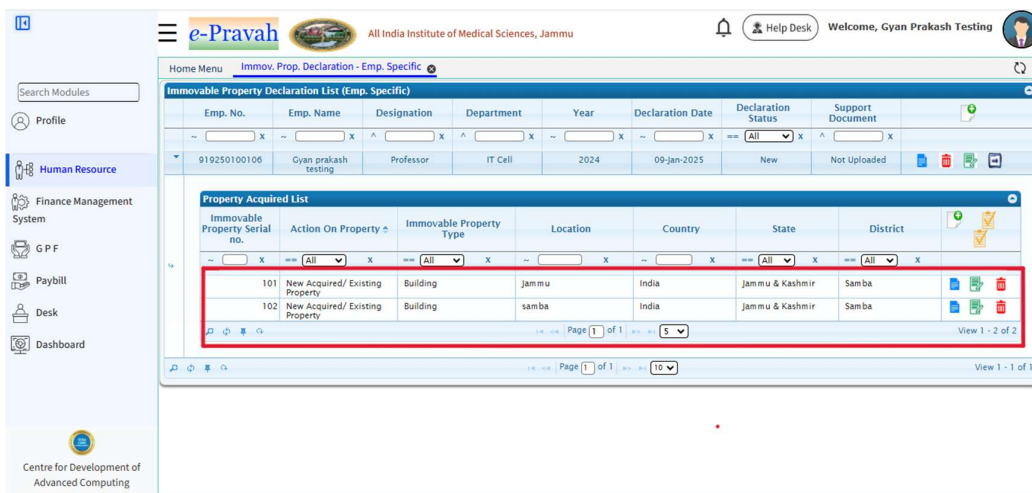 e-Pravah All India Institute of Medical Sciences, Jammu Help Desk Welcome, Gyan Prakash Testing
Home Menu Immov. Prop. Declaration - Emp. Specific
Search Modules
Profile
Human Resource
Finance Management
System
G P F
Paybill
Desk
Dashboard
Centre for Development of
Advanced Computing
Immovable Property Declaration List (Emp. Specific)
Emp. No. Emp. Name Designation Department Year Declaration Date Declaration Status Support Document
~ x ~ x ^ x ^ x ~ x ~ x == All x ^ x
919250100106 Gyan prakash testing Professor IT Cell 2024 09-Jan-2025 New Not Uploaded
Property Acquired List
Immovable Property Serial no. Action On Property Immovable Property Type Location Country State District
~ x == All x == All x ~ x ~ x == All x == All x
101 New Acquired/ Existing Property Building Jammu India Jammu & Kashmir Samba
102 New Acquired/ Existing Property Building samba India Jammu & Kashmir Samba
Page 1 of 1 5 View 1 - 2 of 2
Page 1 of 1 10 View 1 - 1 of 1